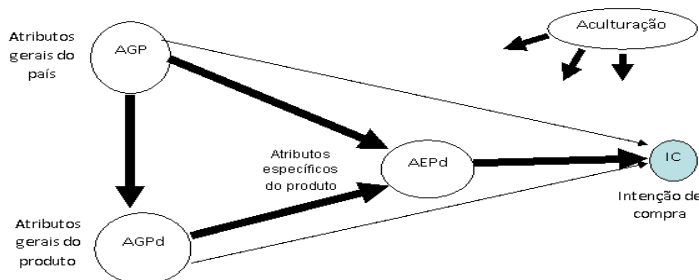 Aculturação
Atributos
gerais do
país
AGP
Atributos
específicos
do produto
AEPd
IC
Intenção de
compra
Atributos
gerais do
produto
AGPd